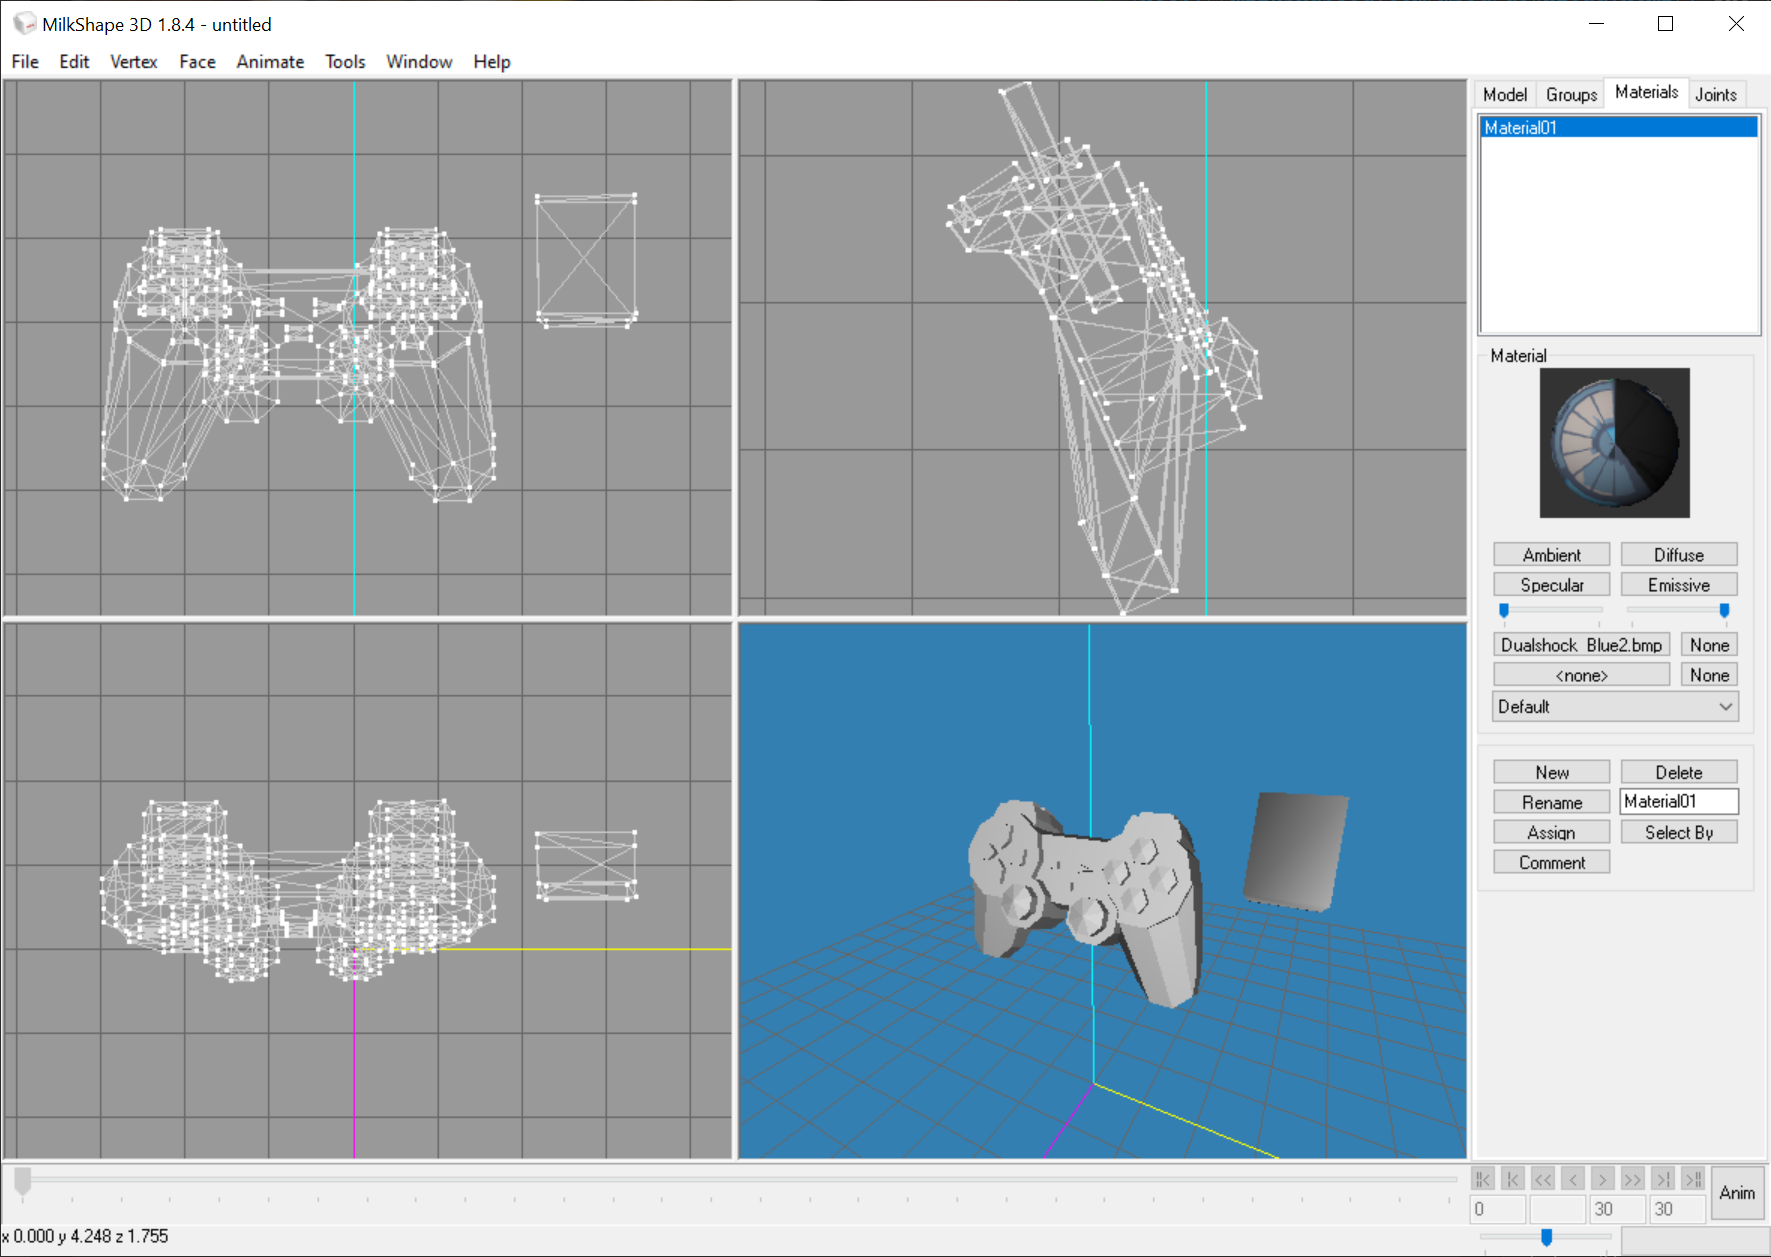 MilkShape 3D 1.8.4 - untitled
File Edit Vertex Face Animate Tools Window Help
Model Groups Materials Joints
Material01
Material
Ambient Diffuse
Specular Emissive
Dualshock_Blue2.bmp None
<none> None
Default
New Delete
Rename Material01
Assign Select By
Comment
Anim
0 30 30
x 0.000 y 4.248 z 1.755